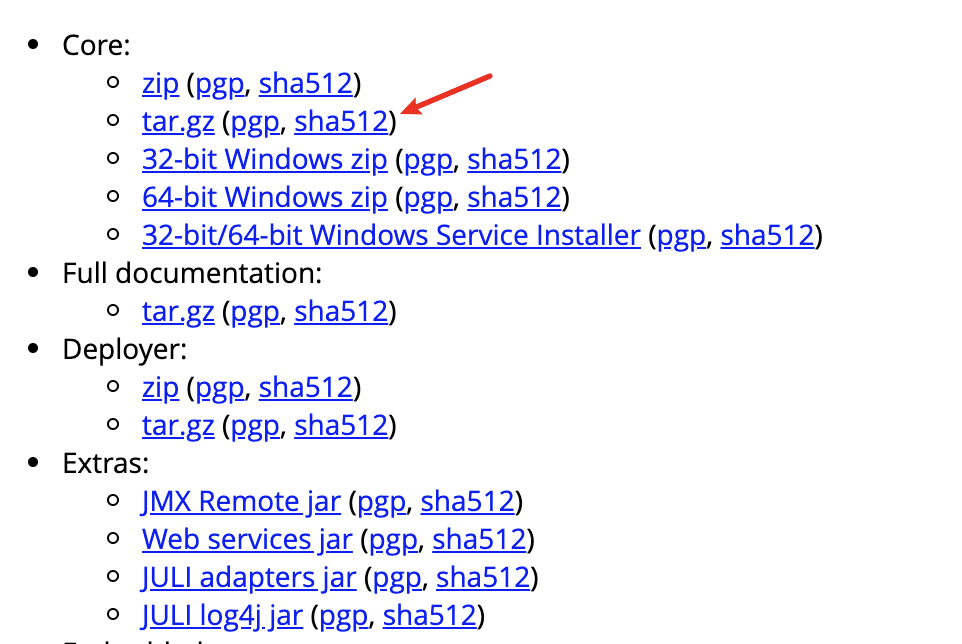 Core:
zip (pgp, sha512)
tar.gz (pgp, sha512)
32-bit Windows zip (pgp, sha512)
64-bit Windows zip (pgp, sha512)
32-bit/64-bit Windows Service Installer (pgp, sha512)
Full documentation:
tar.gz (pgp, sha512)
Deployer:
zip (pgp, sha512)
tar.gz (pgp, sha512)
Extras:
JMX Remote jar (pgp, sha512)
Web services jar (pgp, sha512)
JULI adapters jar (pgp, sha512)
JULI log4j jar (pgp, sha512)